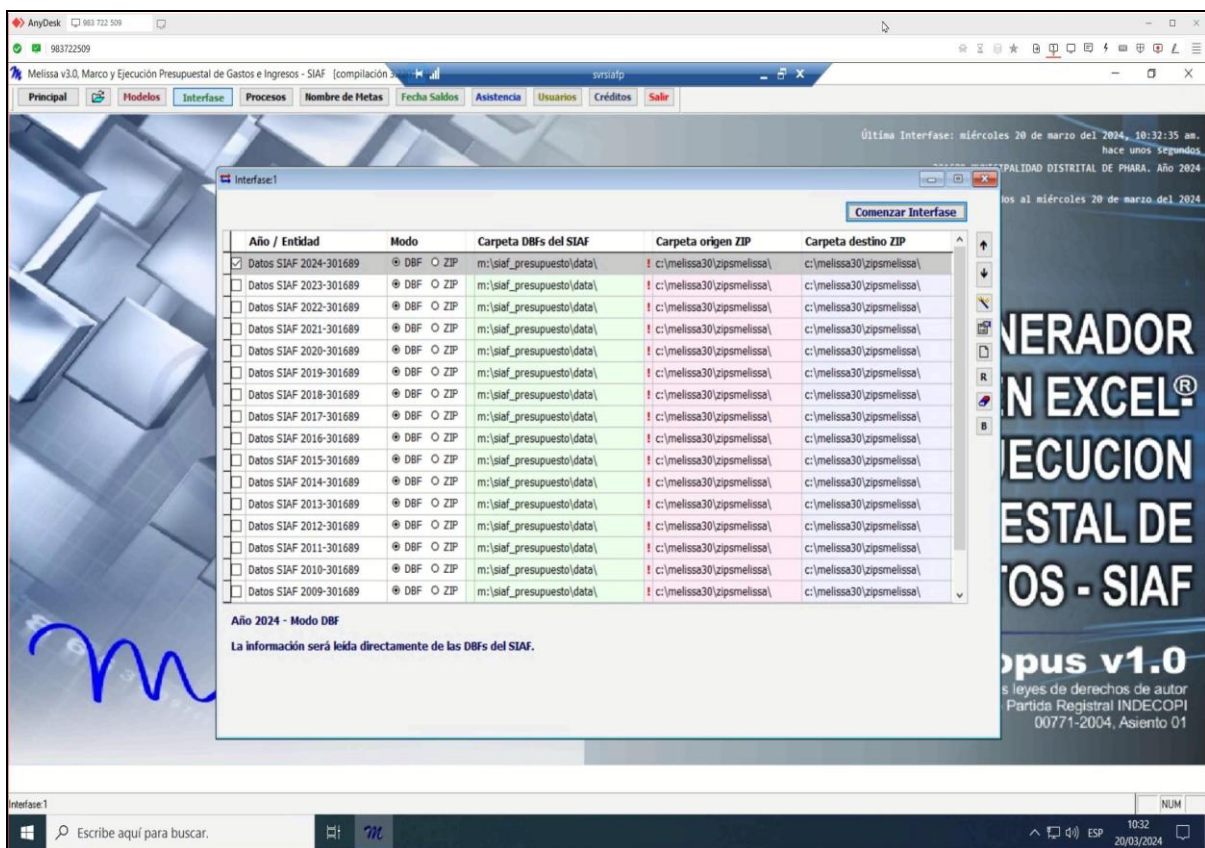 AnyDesk 983 722 509
983722509
Melissa v3.0, Marco y Ejecución Presupuestal de Gastos e Ingresos - SIAF [compilación svrsiafp
Principal Modelos Interfase Procesos Nombre de Metas Fecha Saldos Asistencia Usuarios Créditos Salir
Última Interfase: miércoles 20 de marzo del 2024, 10:32:35 am.
hace unos segundos
MUNICIPALIDAD DISTRITAL DE PHARA. Año 2024
al miércoles 20 de marzo del 2024
Interfase:1
Comenzar Interfase
Año / Entidad Modo Carpeta DBFs del SIAF Carpeta origen ZIP Carpeta destino ZIP
Datos SIAF 2024-301689 DBF ZIP m:\siaf_presupuesto\data\ ! c:\melissa30\zipsmelissa\ c:\melissa30\zipsmelissa\
Datos SIAF 2023-301689 DBF ZIP m:\siaf_presupuesto\data\ ! c:\melissa30\zipsmelissa\ c:\melissa30\zipsmelissa\
Datos SIAF 2022-301689 DBF ZIP m:\siaf_presupuesto\data\ ! c:\melissa30\zipsmelissa\ c:\melissa30\zipsmelissa\
Datos SIAF 2021-301689 DBF ZIP m:\siaf_presupuesto\data\ ! c:\melissa30\zipsmelissa\ c:\melissa30\zipsmelissa\
Datos SIAF 2020-301689 DBF ZIP m:\siaf_presupuesto\data\ ! c:\melissa30\zipsmelissa\ c:\melissa30\zipsmelissa\
Datos SIAF 2019-301689 DBF ZIP m:\siaf_presupuesto\data\ ! c:\melissa30\zipsmelissa\ c:\melissa30\zipsmelissa\
Datos SIAF 2018-301689 DBF ZIP m:\siaf_presupuesto\data\ ! c:\melissa30\zipsmelissa\ c:\melissa30\zipsmelissa\
Datos SIAF 2017-301689 DBF ZIP m:\siaf_presupuesto\data\ ! c:\melissa30\zipsmelissa\ c:\melissa30\zipsmelissa\
Datos SIAF 2016-301689 DBF ZIP m:\siaf_presupuesto\data\ ! c:\melissa30\zipsmelissa\ c:\melissa30\zipsmelissa\
Datos SIAF 2015-301689 DBF ZIP m:\siaf_presupuesto\data\ ! c:\melissa30\zipsmelissa\ c:\melissa30\zipsmelissa\
Datos SIAF 2014-301689 DBF ZIP m:\siaf_presupuesto\data\ ! c:\melissa30\zipsmelissa\ c:\melissa30\zipsmelissa\
Datos SIAF 2013-301689 DBF ZIP m:\siaf_presupuesto\data\ ! c:\melissa30\zipsmelissa\ c:\melissa30\zipsmelissa\
Datos SIAF 2012-301689 DBF ZIP m:\siaf_presupuesto\data\ ! c:\melissa30\zipsmelissa\ c:\melissa30\zipsmelissa\
Datos SIAF 2011-301689 DBF ZIP m:\siaf_presupuesto\data\ ! c:\melissa30\zipsmelissa\ c:\melissa30\zipsmelissa\
Datos SIAF 2010-301689 DBF ZIP m:\siaf_presupuesto\data\ ! c:\melissa30\zipsmelissa\ c:\melissa30\zipsmelissa\
Datos SIAF 2009-301689 DBF ZIP m:\siaf_presupuesto\data\ ! c:\melissa30\zipsmelissa\ c:\melissa30\zipsmelissa\
R
B
Año 2024 - Modo DBF
La información será leída directamente de las DBFs del SIAF.
NERADOR
EN EXCEL®
JECUCION
ESTAL DE
TOS - SIAF
opus v1.0
s leyes de derechos de autor
Partida Registral INDECOPI
00771-2004, Asiento 01
m
Interfase:1 NUM
Escribe aquí para buscar. ESP 10:32
20/03/2024